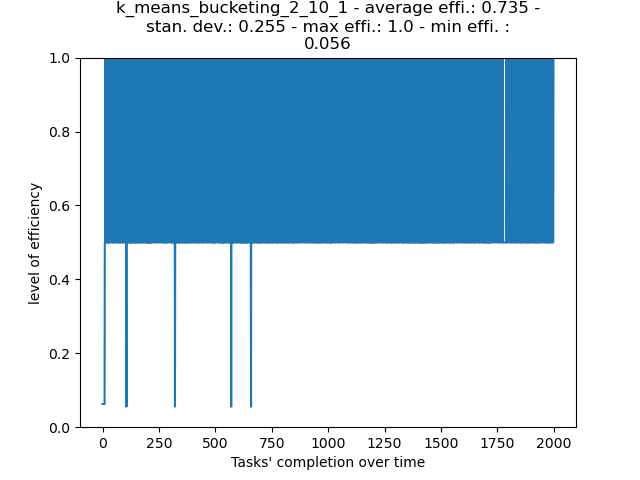 k_means_bucketing_2_10_1 - average effi.: 0.735 -
stan. dev.: 0.255 - max effi.: 1.0 - min effi. :
0.056
1.0
0.8
0.6
0.4
0.2
0.0
level of efficiency
0 250 500 750 1000 1250 1500 1750 2000
Tasks' completion over time